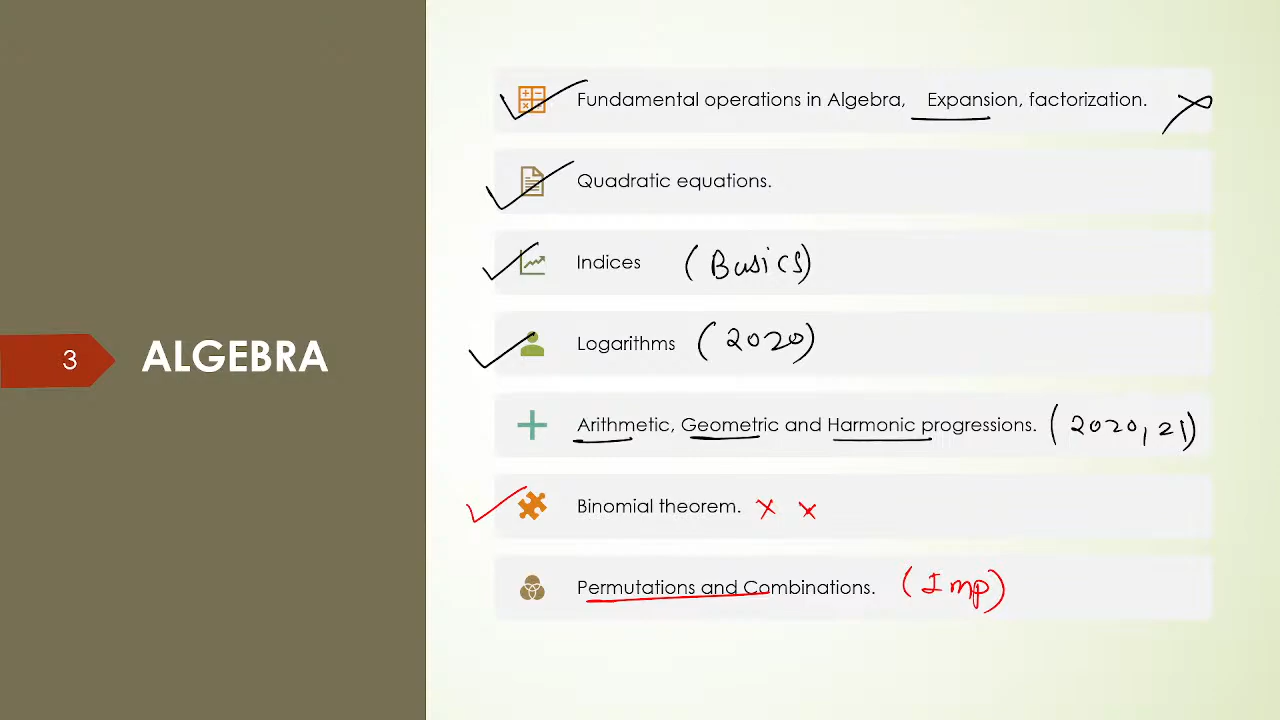 3
ALGEBRA
Fundamental operations in Algebra, Expansion, factorization.
Quadratic equations.
Indices (Basics)
Logarithms (2020)
Arithmetic, Geometric and Harmonic progressions. (2020, 21)
Binomial theorem. x x
Permutations and Combinations. (Imp)